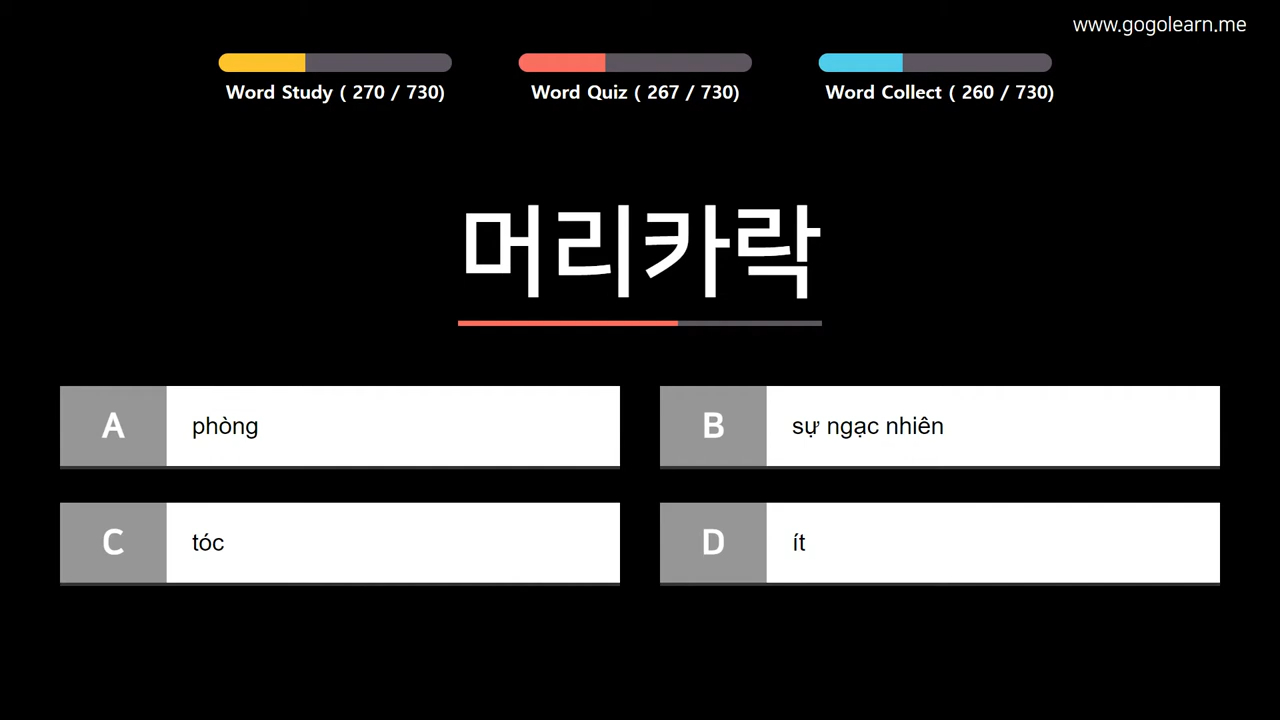 www.gogolearn.me
Word Study ( 270 / 730)
Word Quiz ( 267 / 730)
Word Collect ( 260 / 730)
머리카락
A phòng
B sự ngạc nhiên
C tóc
D ít